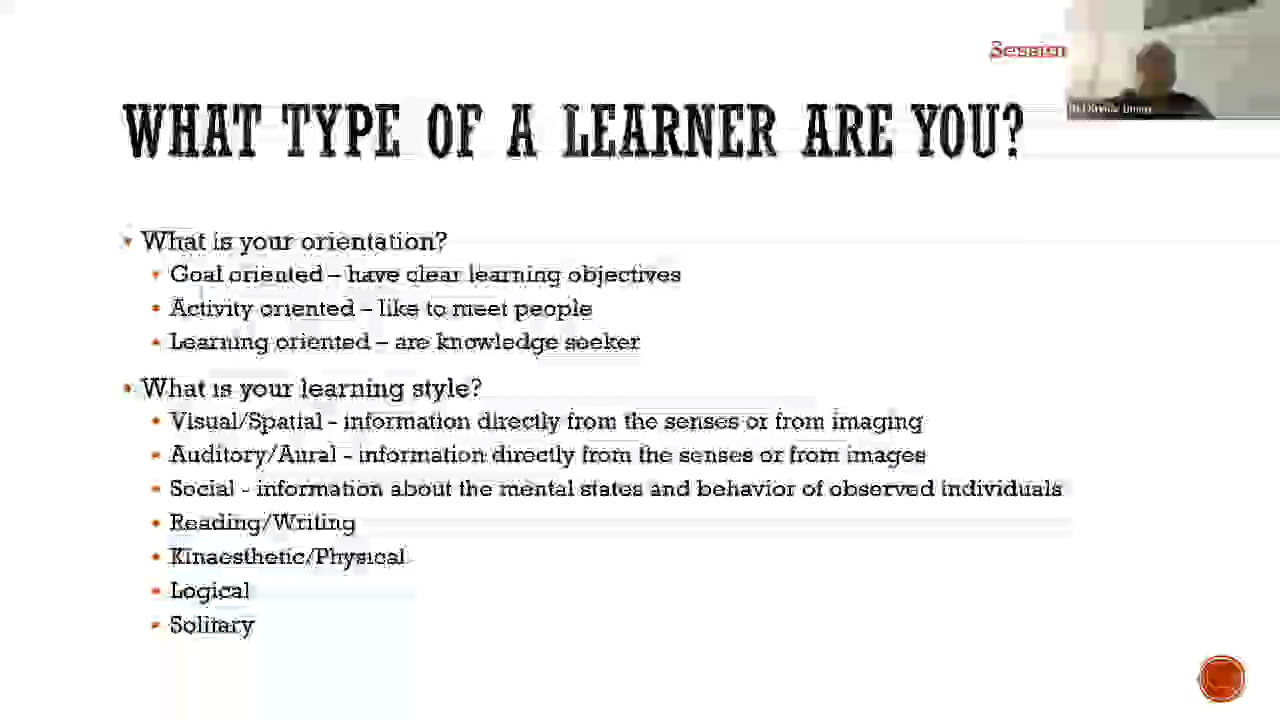 WHAT TYPE OF A LEARNER ARE YOU?
What is your orientation?
Goal oriented – have clear learning objectives
Activity oriented – like to meet people
Learning oriented – are knowledge seeker
What is your learning style?
Visual/Spatial - information directly from the senses or from imaging
Auditory/Aural - information directly from the senses or from images
Social - information about the mental states and behavior of observed individuals
Reading/Writing
Kinaesthetic/Physical
Logical
Solitary